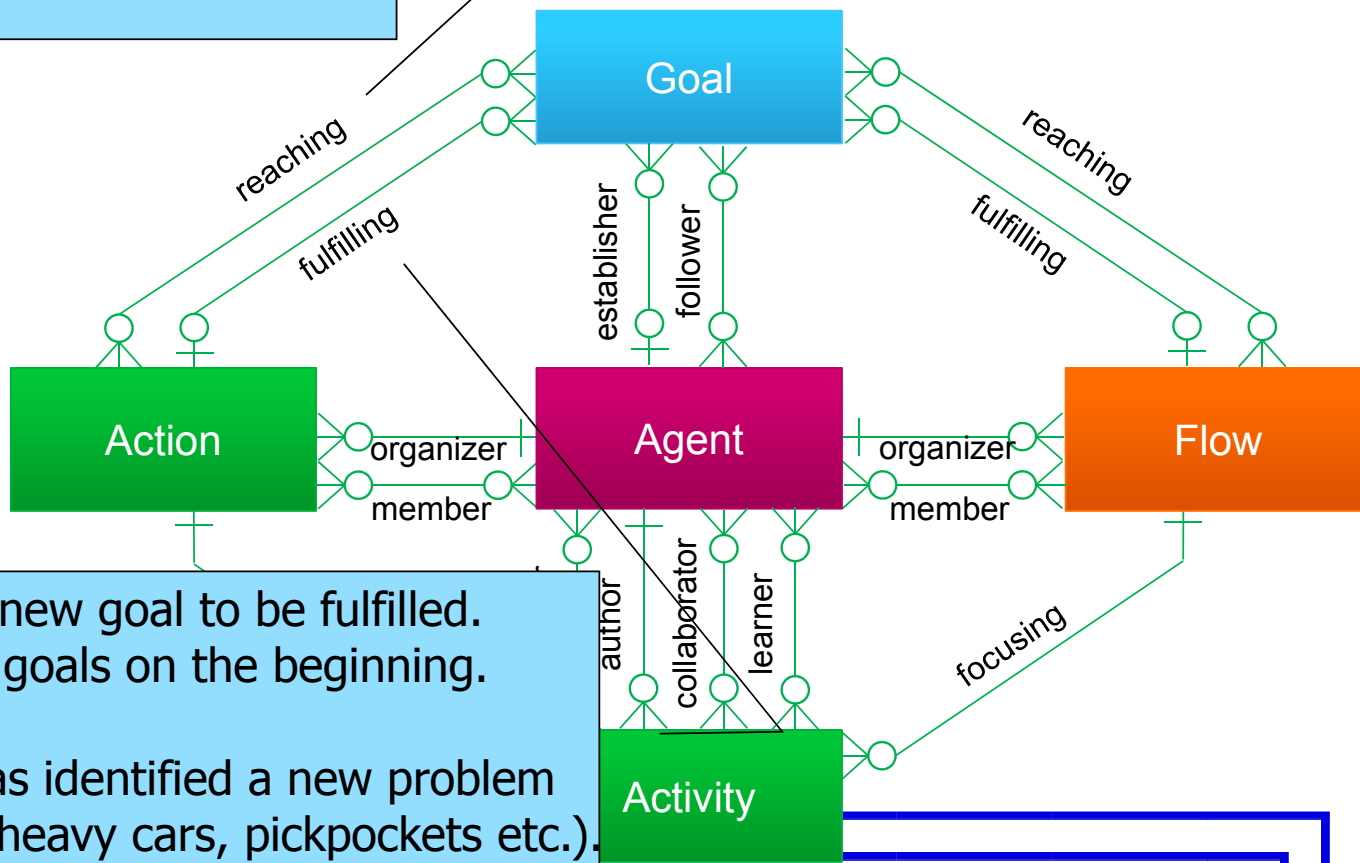 Goal
reaching
fulfilling
establisher
follower
reaching
fulfilling
Action
organizer
member
Agent
organizer
member
Flow
author
collaborator
learner
focusing
new goal to be fulfilled.
goals on the beginning.
identified a new problem
heavy cars, pickpockets etc.).
Activity